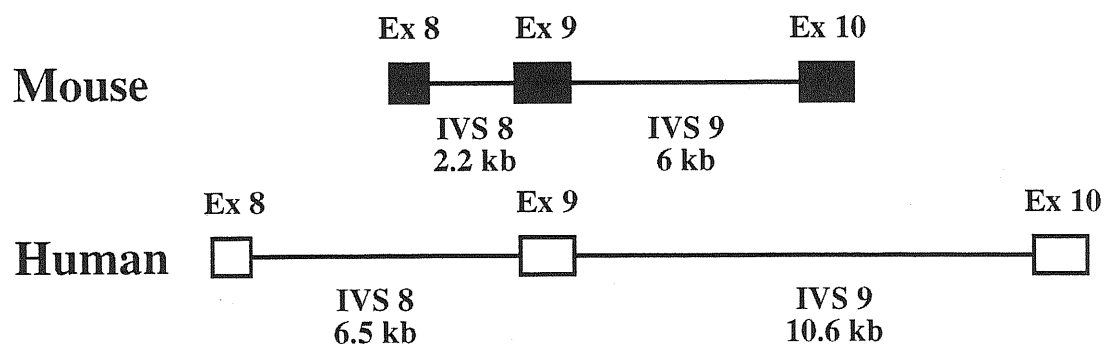 Ex 8 Ex 9 Ex 10
Mouse
IVS 8 IVS 9
2.2 kb 6 kb
Ex 8 Ex 9 Ex 10
Human
IVS 8 IVS 9
6.5 kb 10.6 kb